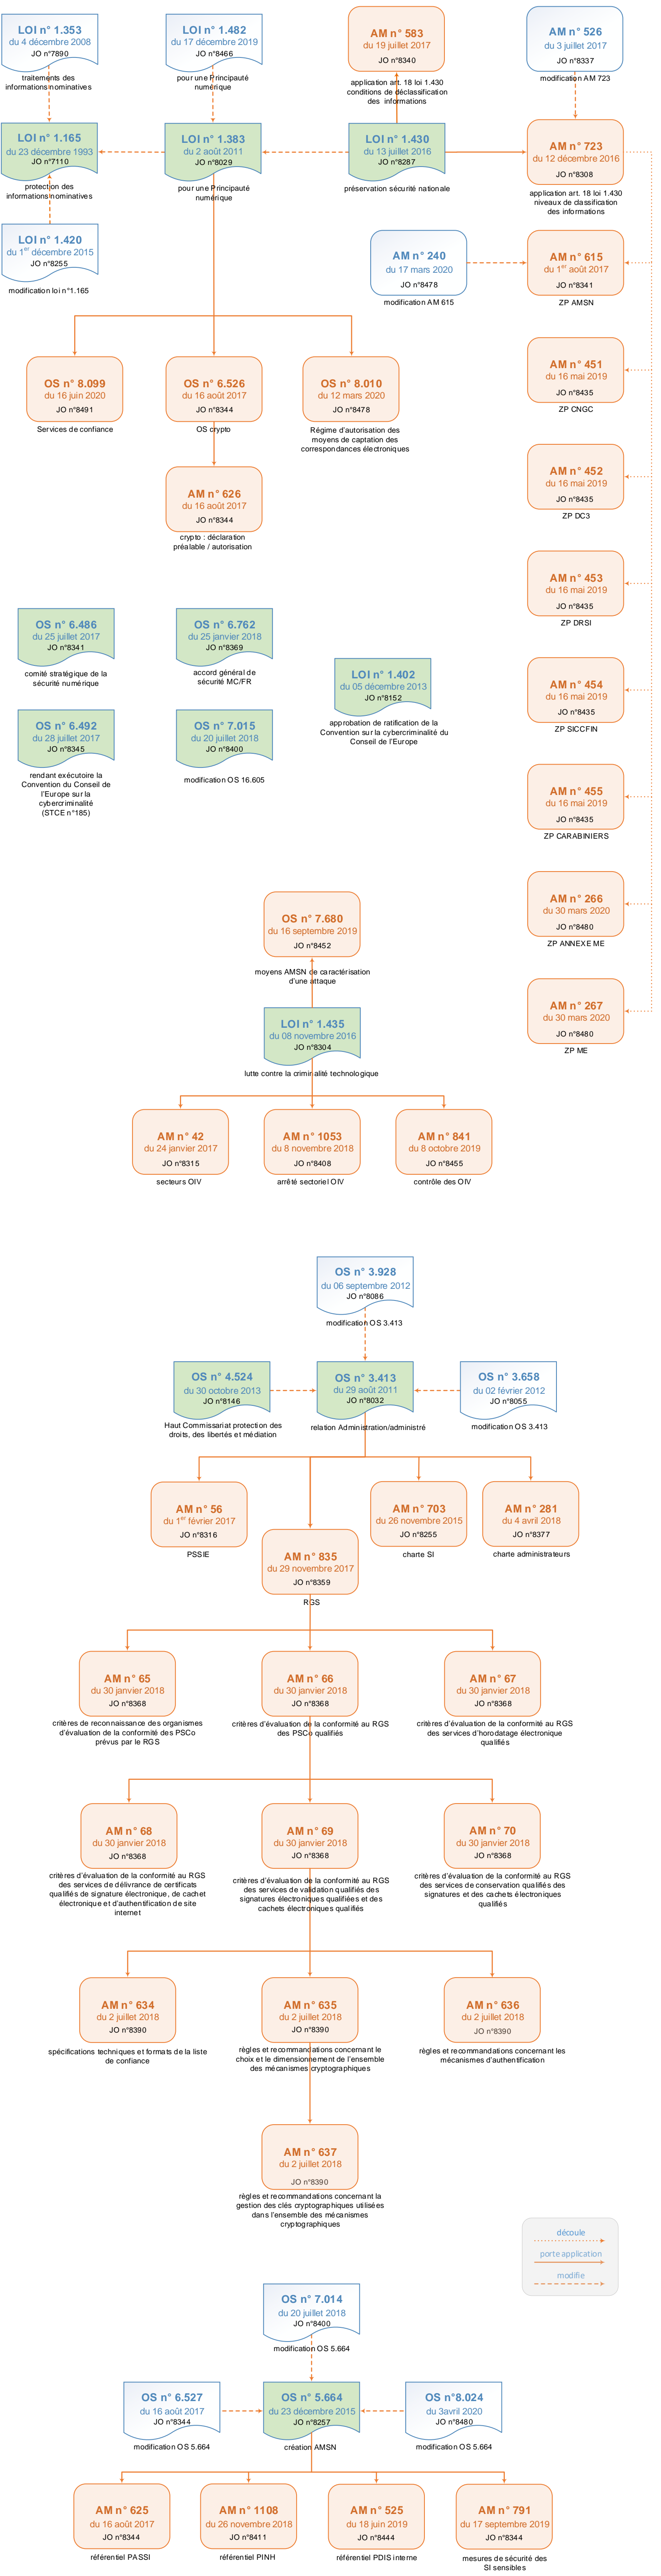 LOI n° 1.353
du 4 décembre 2008
JO n°7890
traitements des
informations nominatives
LOI n° 1.482
du 17 décembre 2019
JO n°8466
pour une Principauté
numérique
AM n° 583
du 19 juillet 2017
JO n°8340
application art. 18 loi 1.430
conditions de déclassification
des informations
AM n° 526
du 3 juillet 2017
JO n°8337
modification AM 723
LOI n° 1.165
du 23 décembre 1993
JO n°7110
protection des
informations nominatives
LOI n° 1.383
du 2 août 2011
JO n°8029
pour une Principauté
numérique
LOI n° 1.430
du 13 juillet 2016
JO n°8287
préservation sécurité nationale
AM n° 723
du 12 décembre 2016
JO n°8308
application art. 18 loi 1.430
niveaux de classification
des informations
LOI n° 1.420
du 1er décembre 2015
JO n°8255
modification loi n°1.165
AM n° 240
du 17 mars 2020
JO n°8478
modification AM 615
AM n° 615
du 1er août 2017
JO n°8341
ZP AMSN
OS n° 8.099
du 16 juin 2020
JO n°8491
Services de confiance
OS n° 6.526
du 16 août 2017
JO n°8344
OS crypto
OS n° 8.010
du 12 mars 2020
JO n°8478
Régime d'autorisation des
moyens de captation des
correspondances électroniques
AM n° 451
du 16 mai 2019
JO n°8435
ZP CNGC
AM n° 626
du 16 août 2017
JO n°8344
crypto : déclaration
préalable / autorisation
AM n° 452
du 16 mai 2019
JO n°8435
ZP DC3
AM n° 453
du 16 mai 2019
JO n°8435
ZP DRSI
OS n° 6.486
du 25 juillet 2017
JO n°8341
comité stratégique de la
sécurité numérique
OS n° 6.762
du 25 janvier 2018
JO n°8369
accord général de
sécurité MC/FR
LOI n° 1.402
du 05 décembre 2013
JO n°8152
approbation de ratification de la
Convention sur la cybercriminalité du
Conseil de l'Europe
AM n° 454
du 16 mai 2019
JO n°8435
ZP SICCFIN
OS n° 6.492
du 28 juillet 2017
JO n°8345
rendant exécutoire la
Convention du Conseil de
l'Europe sur la
cybercriminalité
(STCE n°185)
OS n° 7.015
du 20 juillet 2018
JO n°8400
modification OS 16.605
AM n° 455
du 16 mai 2019
JO n°8435
ZP CARABINIERS
AM n° 266
du 30 mars 2020
JO n°8480
ZP ANNEXE ME
OS n° 7.680
du 16 septembre 2019
JO n°8452
moyens AMSN de caractérisation
d'une attaque
AM n° 267
du 30 mars 2020
JO n°8480
ZP ME
LOI n° 1.435
du 08 novembre 2016
JO n°8304
lutte contre la criminalité technologique
AM n° 42
du 24 janvier 2017
JO n°8315
secteurs OIV
AM n° 1053
du 8 novembre 2018
JO n°8408
arrêté sectoriel OIV
AM n° 841
du 8 octobre 2019
JO n°8455
contrôle des OIV
OS n° 3.928
du 06 septembre 2012
JO n°8086
modification OS 3.413
OS n° 4.524
du 30 octobre 2013
JO n°8146
Haut Commissariat protection des
droits, des libertés et médiation
OS n° 3.413
du 29 août 2011
JO n°8032
relation Administration/administré
OS n° 3.658
du 02 février 2012
JO n°8055
modification OS 3.413
AM n° 56
du 1er février 2017
JO n°8316
PSSIE
AM n° 835
du 29 novembre 2017
JO n°8359
RGS
AM n° 703
du 26 novembre 2015
JO n°8255
charte SI
AM n° 281
du 4 avril 2018
JO n°8377
charte administrateurs
AM n° 65
du 30 janvier 2018
JO n°8368
critères de reconnaissance des organismes
d'évaluation de la conformité des PSCo
prévus par le RGS
AM n° 66
du 30 janvier 2018
JO n°8368
critères d'évaluation de la conformité au RGS
des PSCo qualifiés
AM n° 67
du 30 janvier 2018
JO n°8368
critères d'évaluation de la conformité au RGS
des services d'horodatage électronique
qualifiés
AM n° 68
du 30 janvier 2018
JO n°8368
critères d'évaluation de la conformité au RGS
des services de délivrance de certificats
qualifiés de signature électronique, de cachet
électronique et d'authentification de site
internet
AM n° 69
du 30 janvier 2018
JO n°8368
critères d'évaluation de la conformité au RGS
des services de validation qualifiés des
signatures électroniques qualifiées et des
cachets électroniques qualifiés
AM n° 70
du 30 janvier 2018
JO n°8368
critères d'évaluation de la conformité au RGS
des services de conservation qualifiés des
signatures et des cachets électroniques
qualifiés
AM n° 634
du 2 juillet 2018
JO n°8390
spécifications techniques et formats de la liste
de confiance
AM n° 635
du 2 juillet 2018
JO n°8390
règles et recommandations concernant le
choix et le dimensionnement de l'ensemble
des mécanismes cryptographiques
AM n° 636
du 2 juillet 2018
JO n°8390
règles et recommandations concernant les
mécanismes d'authentification
AM n° 637
du 2 juillet 2018
JO n°8390
règles et recommandations concernant la
gestion des clés cryptographiques utilisées
dans l'ensemble des mécanismes
cryptographiques
découle
porte application
modifie
OS n° 7.014
du 20 juillet 2018
JO n°8400
modification OS 5.664
OS n° 6.527
du 16 août 2017
JO n°8344
modification OS 5.664
OS n° 5.664
du 23 décembre 2015
JO n°8257
création AMSN
OS n°8.024
du 3avril 2020
JO n°8480
modification OS 5.664
AM n° 625
du 16 août 2017
JO n°8344
référentiel PASSI
AM n° 1108
du 26 novembre 2018
JO n°8411
référentiel PINH
AM n° 525
du 18 juin 2019
JO n°8444
référentiel PDIS interne
AM n° 791
du 17 septembre 2019
JO n°8344
mesures de sécurité des
SI sensibles